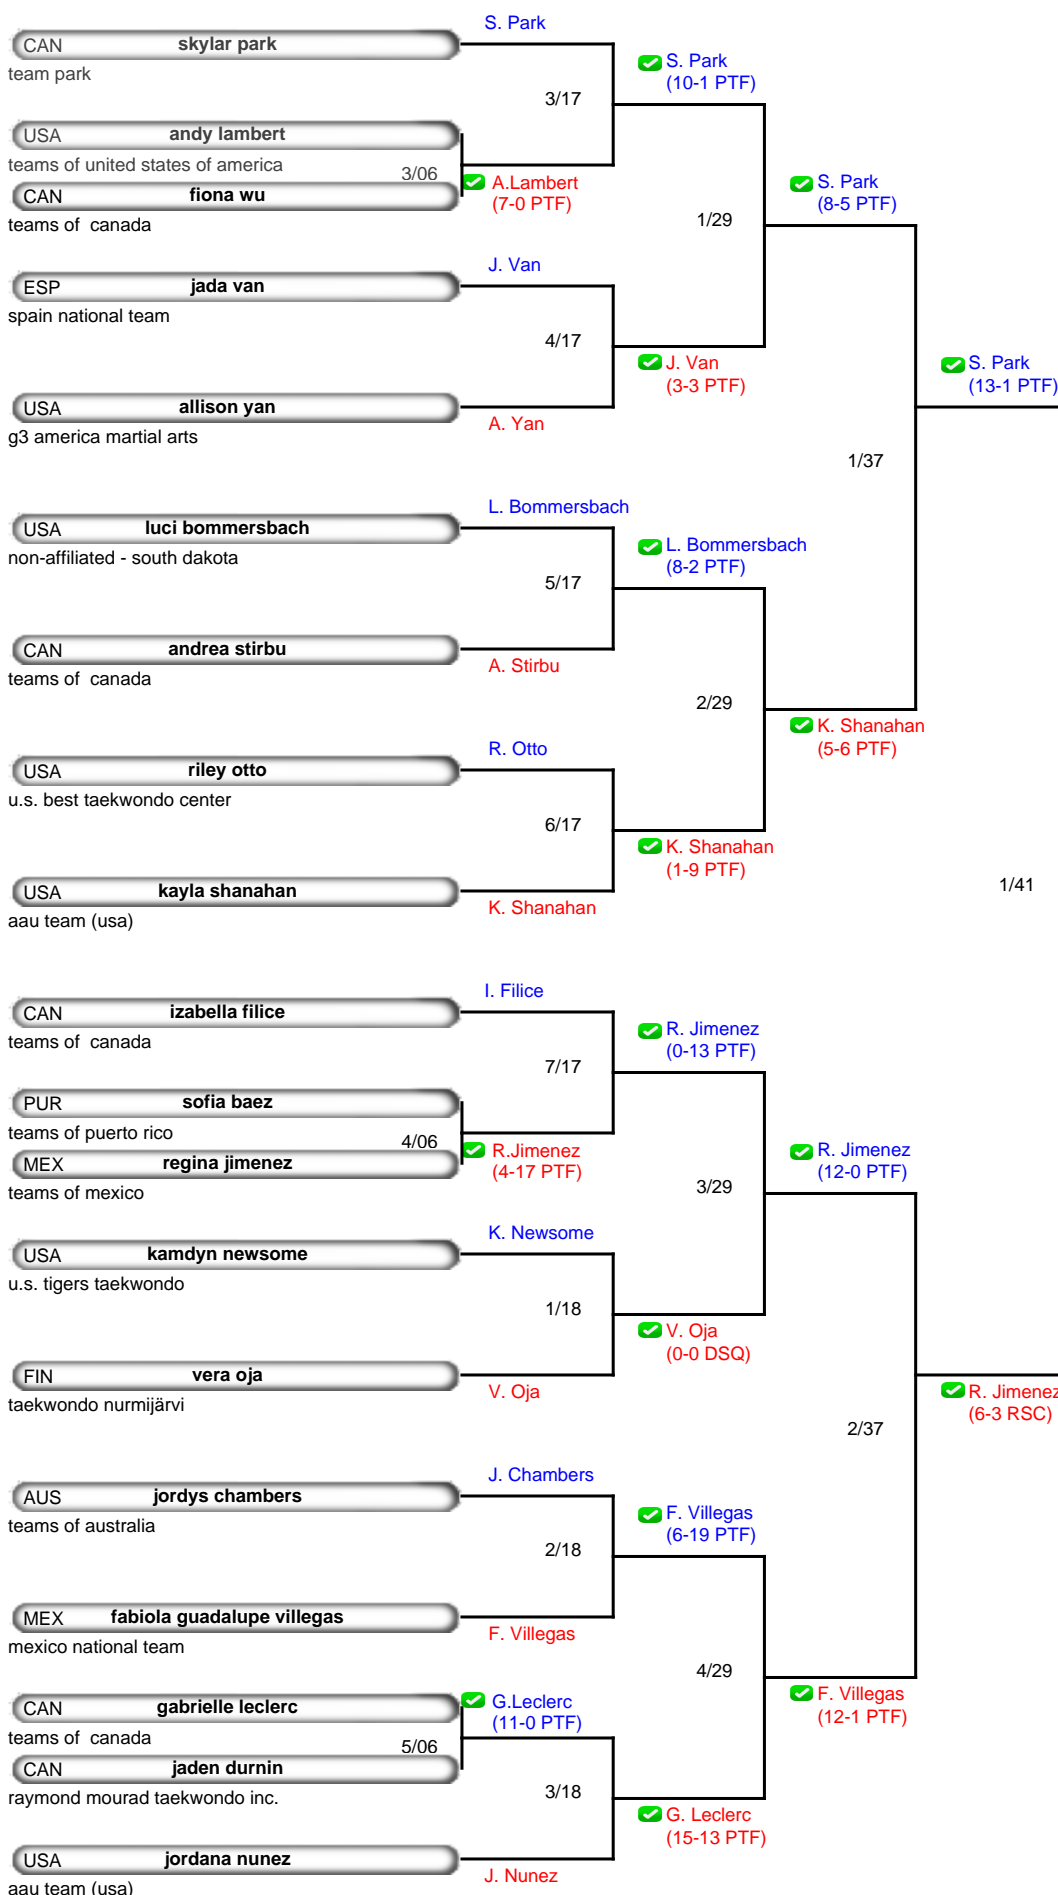 S. Park
CAN skylar park
team park
S. Park
(10-1 PTF)
3/17
USA andy lambert
teams of united states of america
3/06
A.Lambert
(7-0 PTF)
CAN fiona wu
teams of  canada
S. Park
(8-5 PTF)
1/29
J. Van
ESP jada van
spain national team
4/17
J. Van
(3-3 PTF)
USA allison yan
g3 america martial arts
A. Yan
S. Park
(13-1 PTF)
1/37
L. Bommersbach
USA luci bommersbach
non-affiliated - south dakota
L. Bommersbach
(8-2 PTF)
5/17
CAN andrea stirbu
teams of  canada
A. Stirbu
2/29
K. Shanahan
(5-6 PTF)
R. Otto
USA riley otto
u.s. best taekwondo center
6/17
K. Shanahan
(1-9 PTF)
USA kayla shanahan
aau team (usa)
K. Shanahan
1/41
I. Filice
CAN izabella filice
teams of  canada
R. Jimenez
(0-13 PTF)
7/17
PUR sofia baez
teams of puerto rico
4/06
R.Jimenez
(4-17 PTF)
MEX regina jimenez
teams of mexico
R. Jimenez
(12-0 PTF)
3/29
K. Newsome
USA kamdyn newsome
u.s. tigers taekwondo
1/18
V. Oja
(0-0 DSQ)
FIN vera oja
taekwondo nurmijärvi
V. Oja
R. Jimenez
(6-3 RSC)
2/37
J. Chambers
AUS jordys chambers
teams of australia
F. Villegas
(6-19 PTF)
2/18
MEX fabiola guadalupe villegas
mexico national team
F. Villegas
4/29
F. Villegas
(12-1 PTF)
CAN gabrielle leclerc
teams of  canada
5/06
G.Leclerc
(11-0 PTF)
CAN jaden durnin
raymond mourad taekwondo inc.
3/18
G. Leclerc
(15-13 PTF)
USA jordana nunez
aau team (usa)
J. Nunez